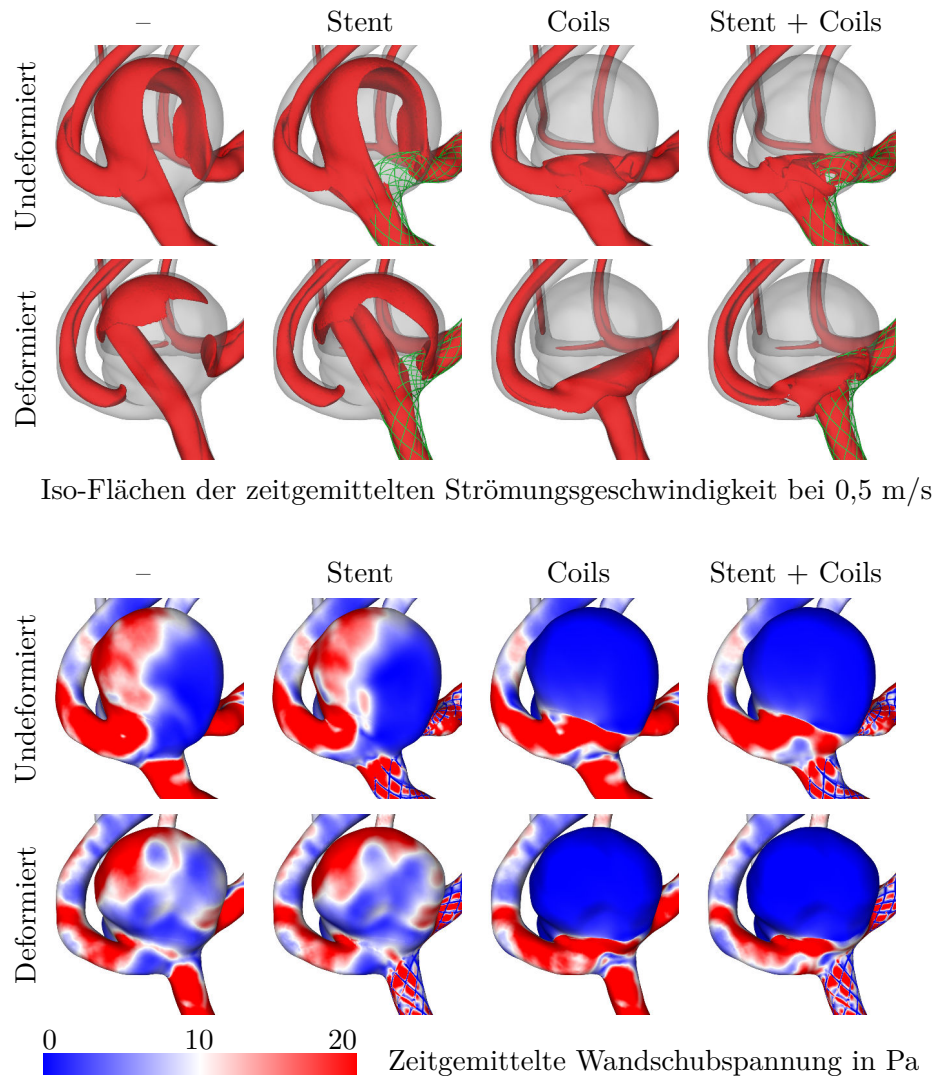 – Stent Coils Stent + Coils
Undeformiert
Deformiert
Iso-Flächen der zeitgemittelten Strömungsgeschwindigkeit bei 0,5 m/s
– Stent Coils Stent + Coils
Undeformiert
Deformiert
0 10 20
Zeitgemittelte Wandschubspannung in Pa